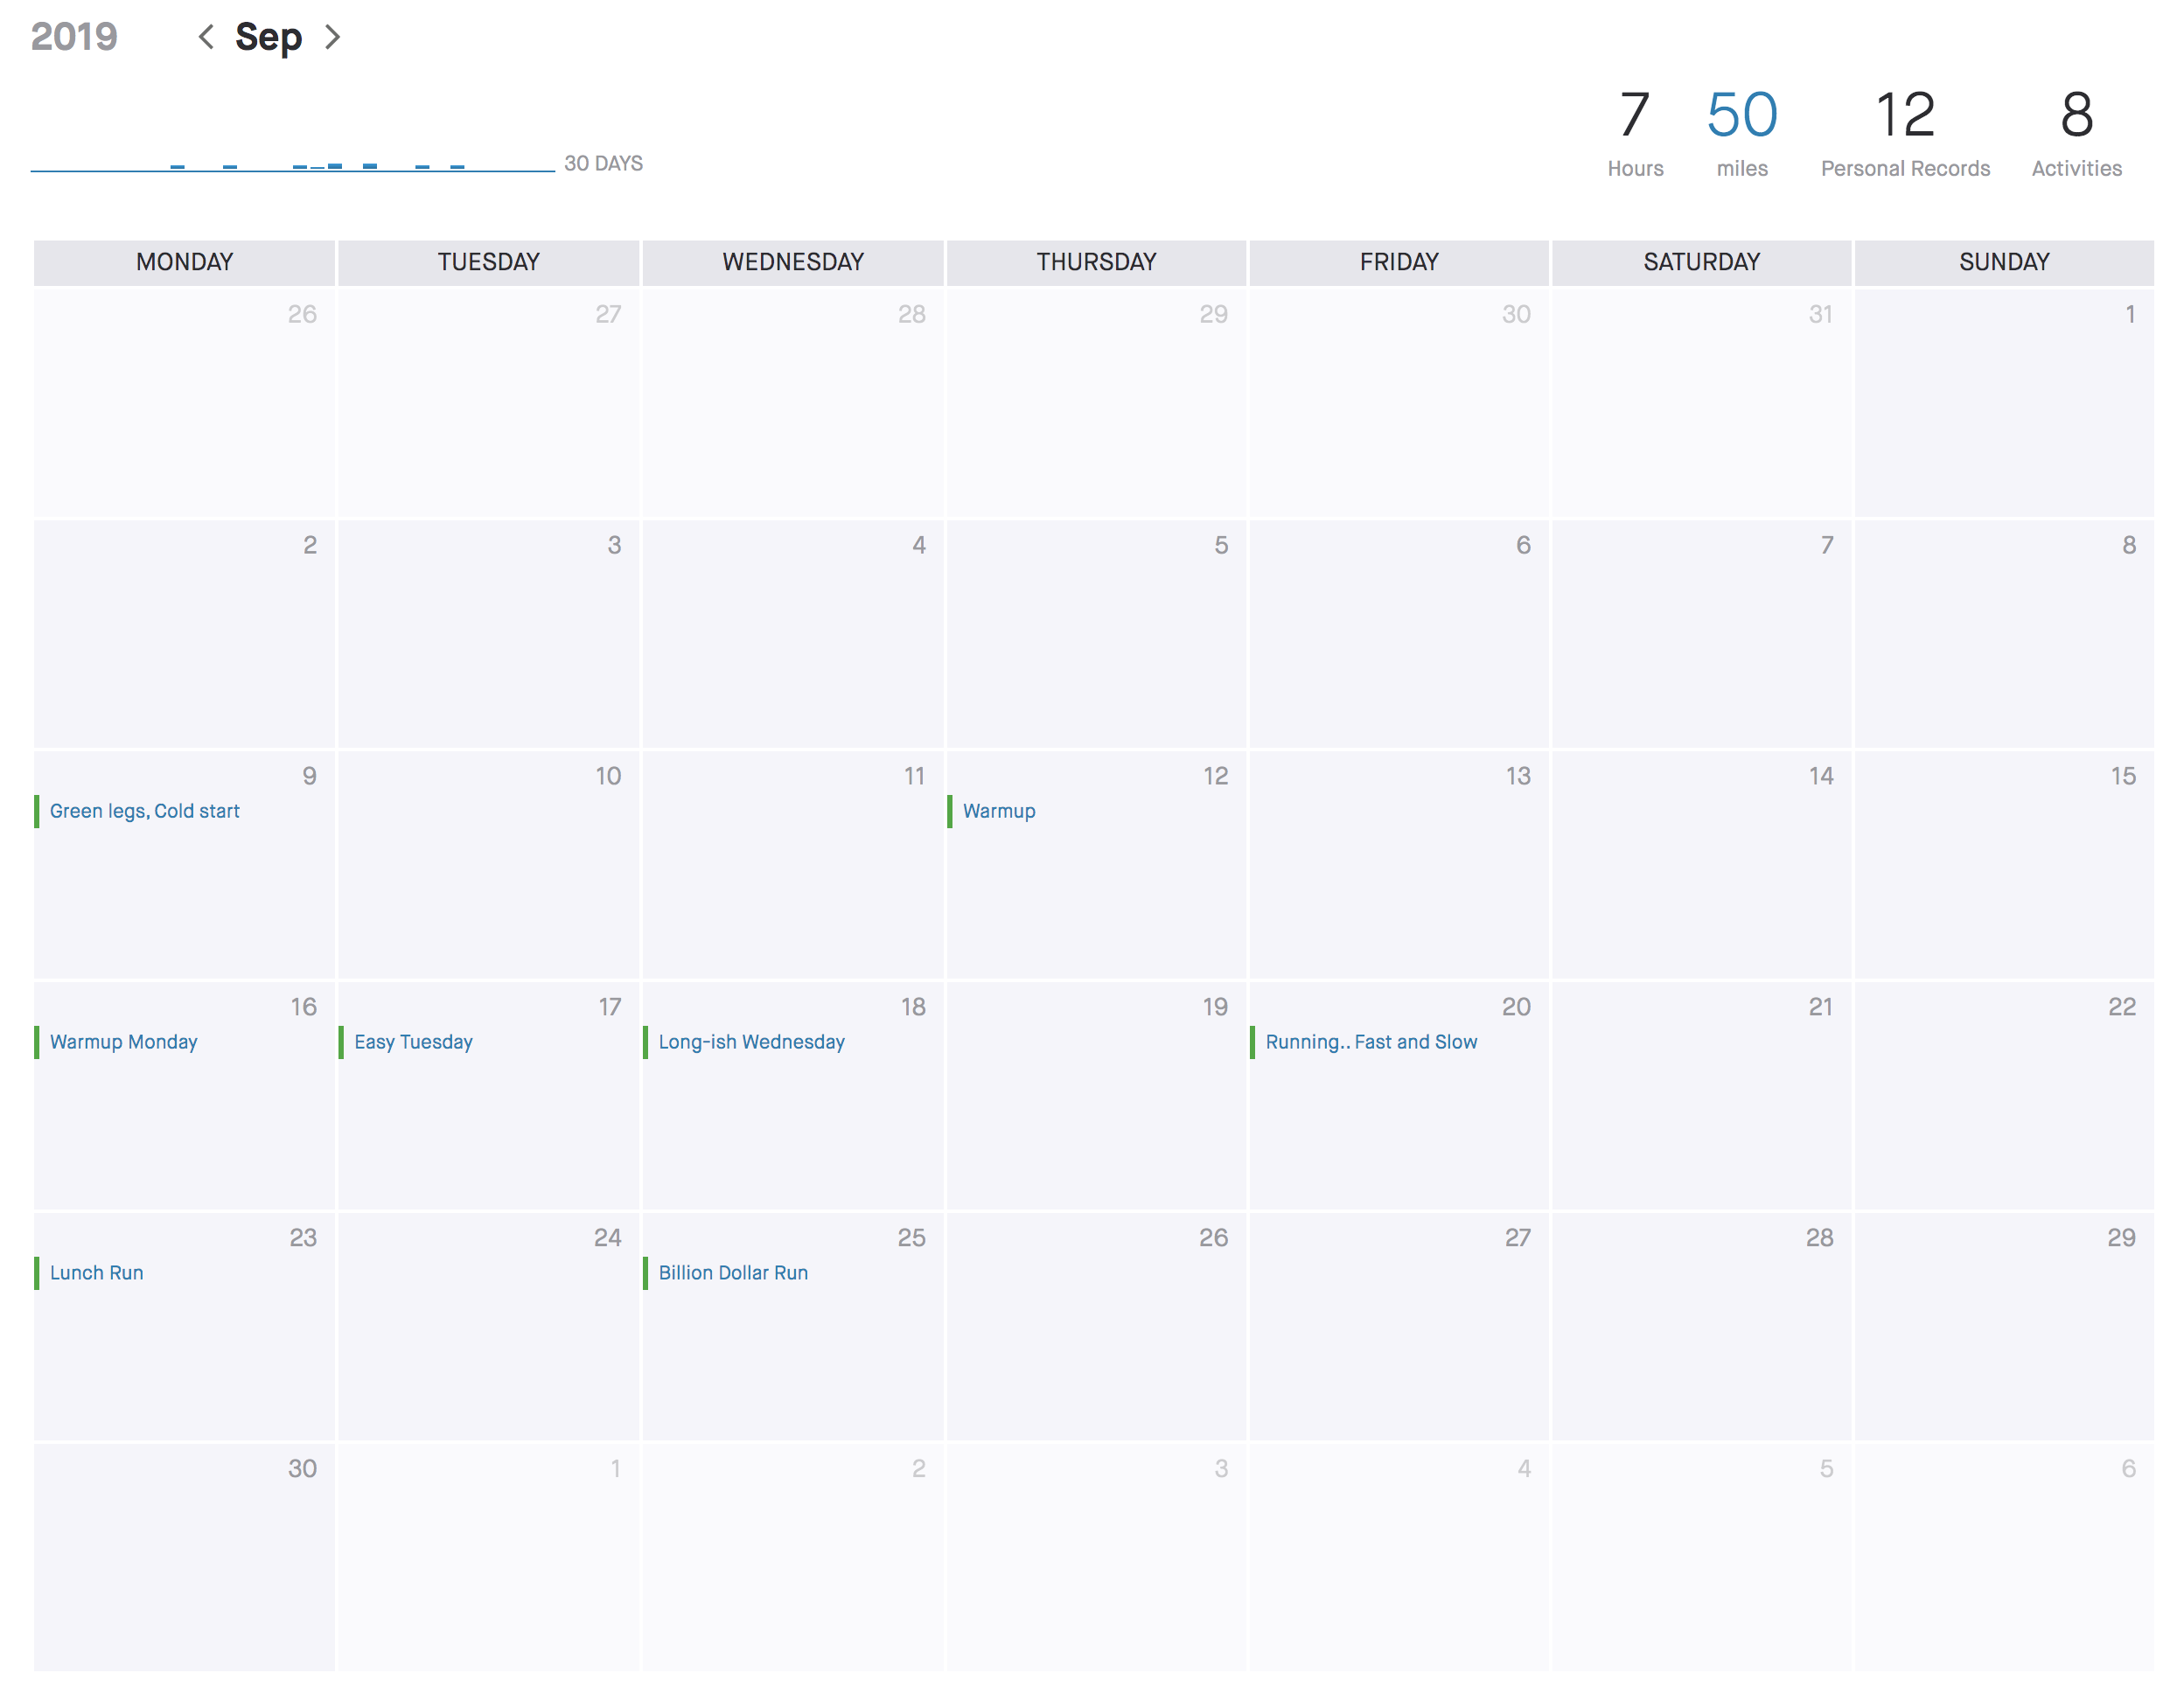 2019 Sep
7 50 12 8
30 DAYS
Hours miles Personal Records Activities
MONDAY TUESDAY WEDNESDAY THURSDAY FRIDAY SATURDAY SUNDAY
26 27 28 29 30 31 1
2 3 4 5 6 7 8
9 10 11 12 13 14 15
Green legs, Cold start Warmup
16 17 18 19 20 21 22
Warmup Monday Easy Tuesday Long-ish Wednesday Running.. Fast and Slow
23 24 25 26 27 28 29
Lunch Run Billion Dollar Run
30 1 2 3 4 5 6